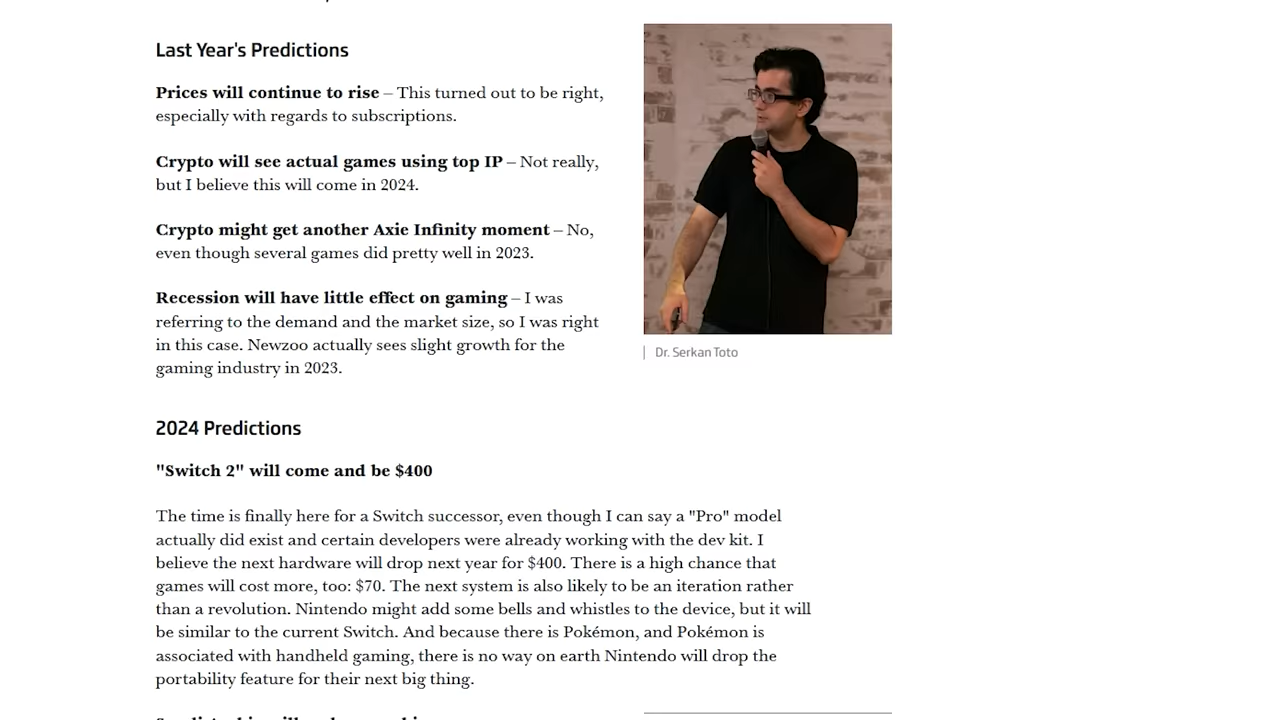 Last Year's Predictions
Prices will continue to rise – This turned out to be right,
especially with regards to subscriptions.
Crypto will see actual games using top IP – Not really,
but I believe this will come in 2024.
Crypto might get another Axie Infinity moment – No,
even though several games did pretty well in 2023.
Recession will have little effect on gaming – I was
referring to the demand and the market size, so I was right
in this case. Newzoo actually sees slight growth for the
gaming industry in 2023.
Dr. Serkan Toto
2024 Predictions
"Switch 2" will come and be $400
The time is finally here for a Switch successor, even though I can say a "Pro" model
actually did exist and certain developers were already working with the dev kit. I
believe the next hardware will drop next year for $400. There is a high chance that
games will cost more, too: $70. The next system is also likely to be an iteration rather
than a revolution. Nintendo might add some bells and whistles to the device, but it will
be similar to the current Switch. And because there is Pokémon, and Pokémon is
associated with handheld gaming, there is no way on earth Nintendo will drop the
portability feature for their next big thing.